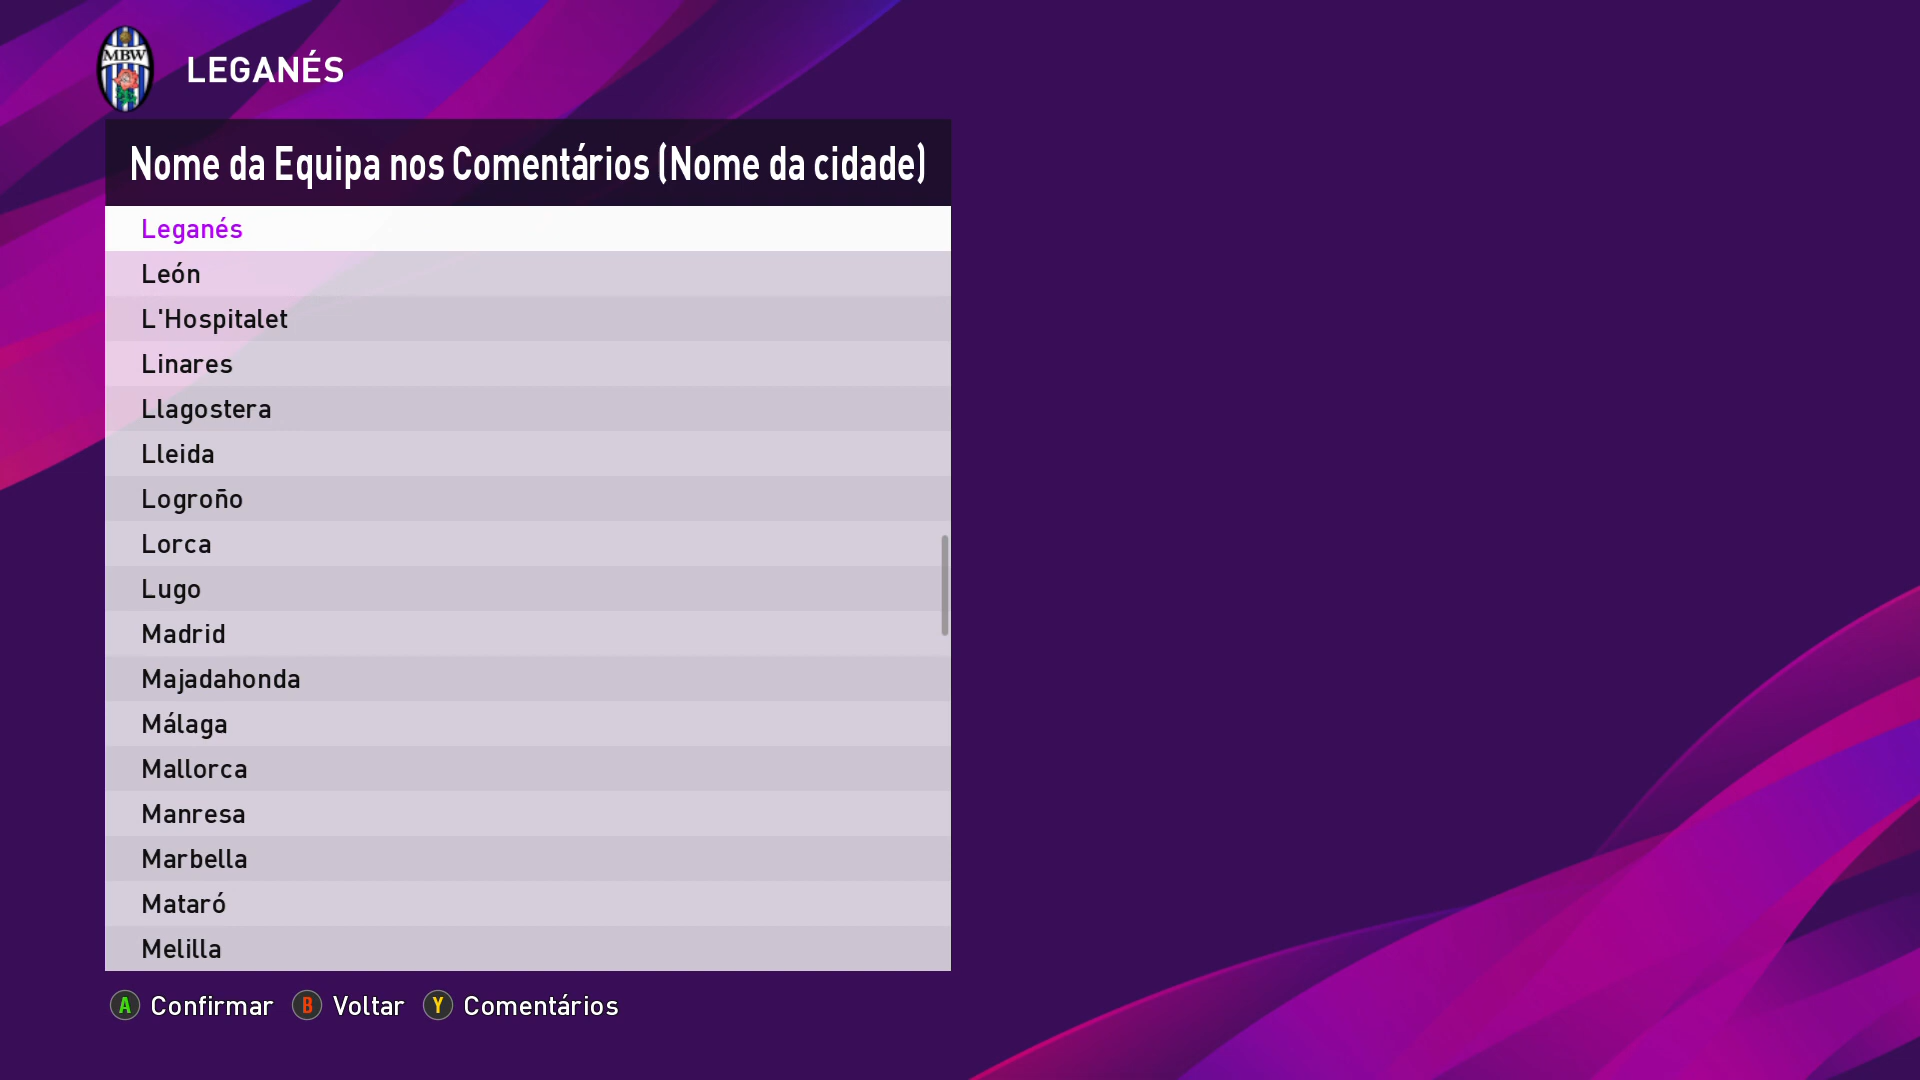 MBW
LEGANÉS
Nome da Equipa nos Comentários (Nome da cidade)
Leganés
León
L'Hospitalet
Linares
Llagostera
Lleida
Logroño
Lorca
Lugo
Madrid
Majadahonda
Málaga
Mallorca
Manresa
Marbella
Mataró
Melilla
A Confirmar B Voltar Y Comentários